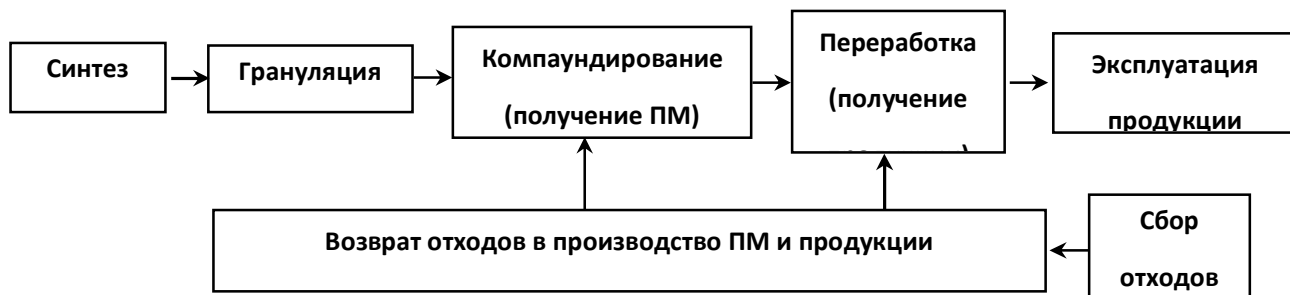 Синтез
Грануляция
Компаундирование
(получение ПМ)
Переработка
(получение
Эксплуатация
продукции
Возврат отходов в производство ПМ и продукции
Сбор
отходов